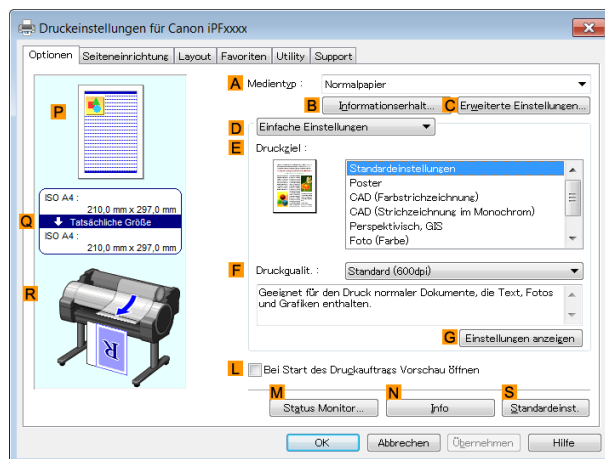 Druckeinstellungen für Canon iPFxxxx
Optionen Seiteneinrichtung Layout Favoriten Utility Support
P
A Medientyp : Normalpapier
B Informationserhalt... C Erweiterte Einstellungen...
D Einfache Einstellungen
E Druckziel :
Standardeinstellungen
Poster
CAD (Farbstrichzeichnung)
CAD (Strichzeichnung im Monochrom)
Perspektivisch, GIS
Foto (Farbe)
ISO A4 :
210,0 mm x 297,0 mm
Q Tatsächliche Größe
ISO A4 :
210,0 mm x 297,0 mm
F Druckqualit. : Standard (600dpi)
R
Geeignet für den Druck normaler Dokumente, die Text, Fotos
und Grafiken enthalten.
G Einstellungen anzeigen
R
L Bei Start des Druckauftrags Vorschau öffnen
M N S
Status Monitor... Info Standardeinst.
OK Abbrechen Übernehmen Hilfe